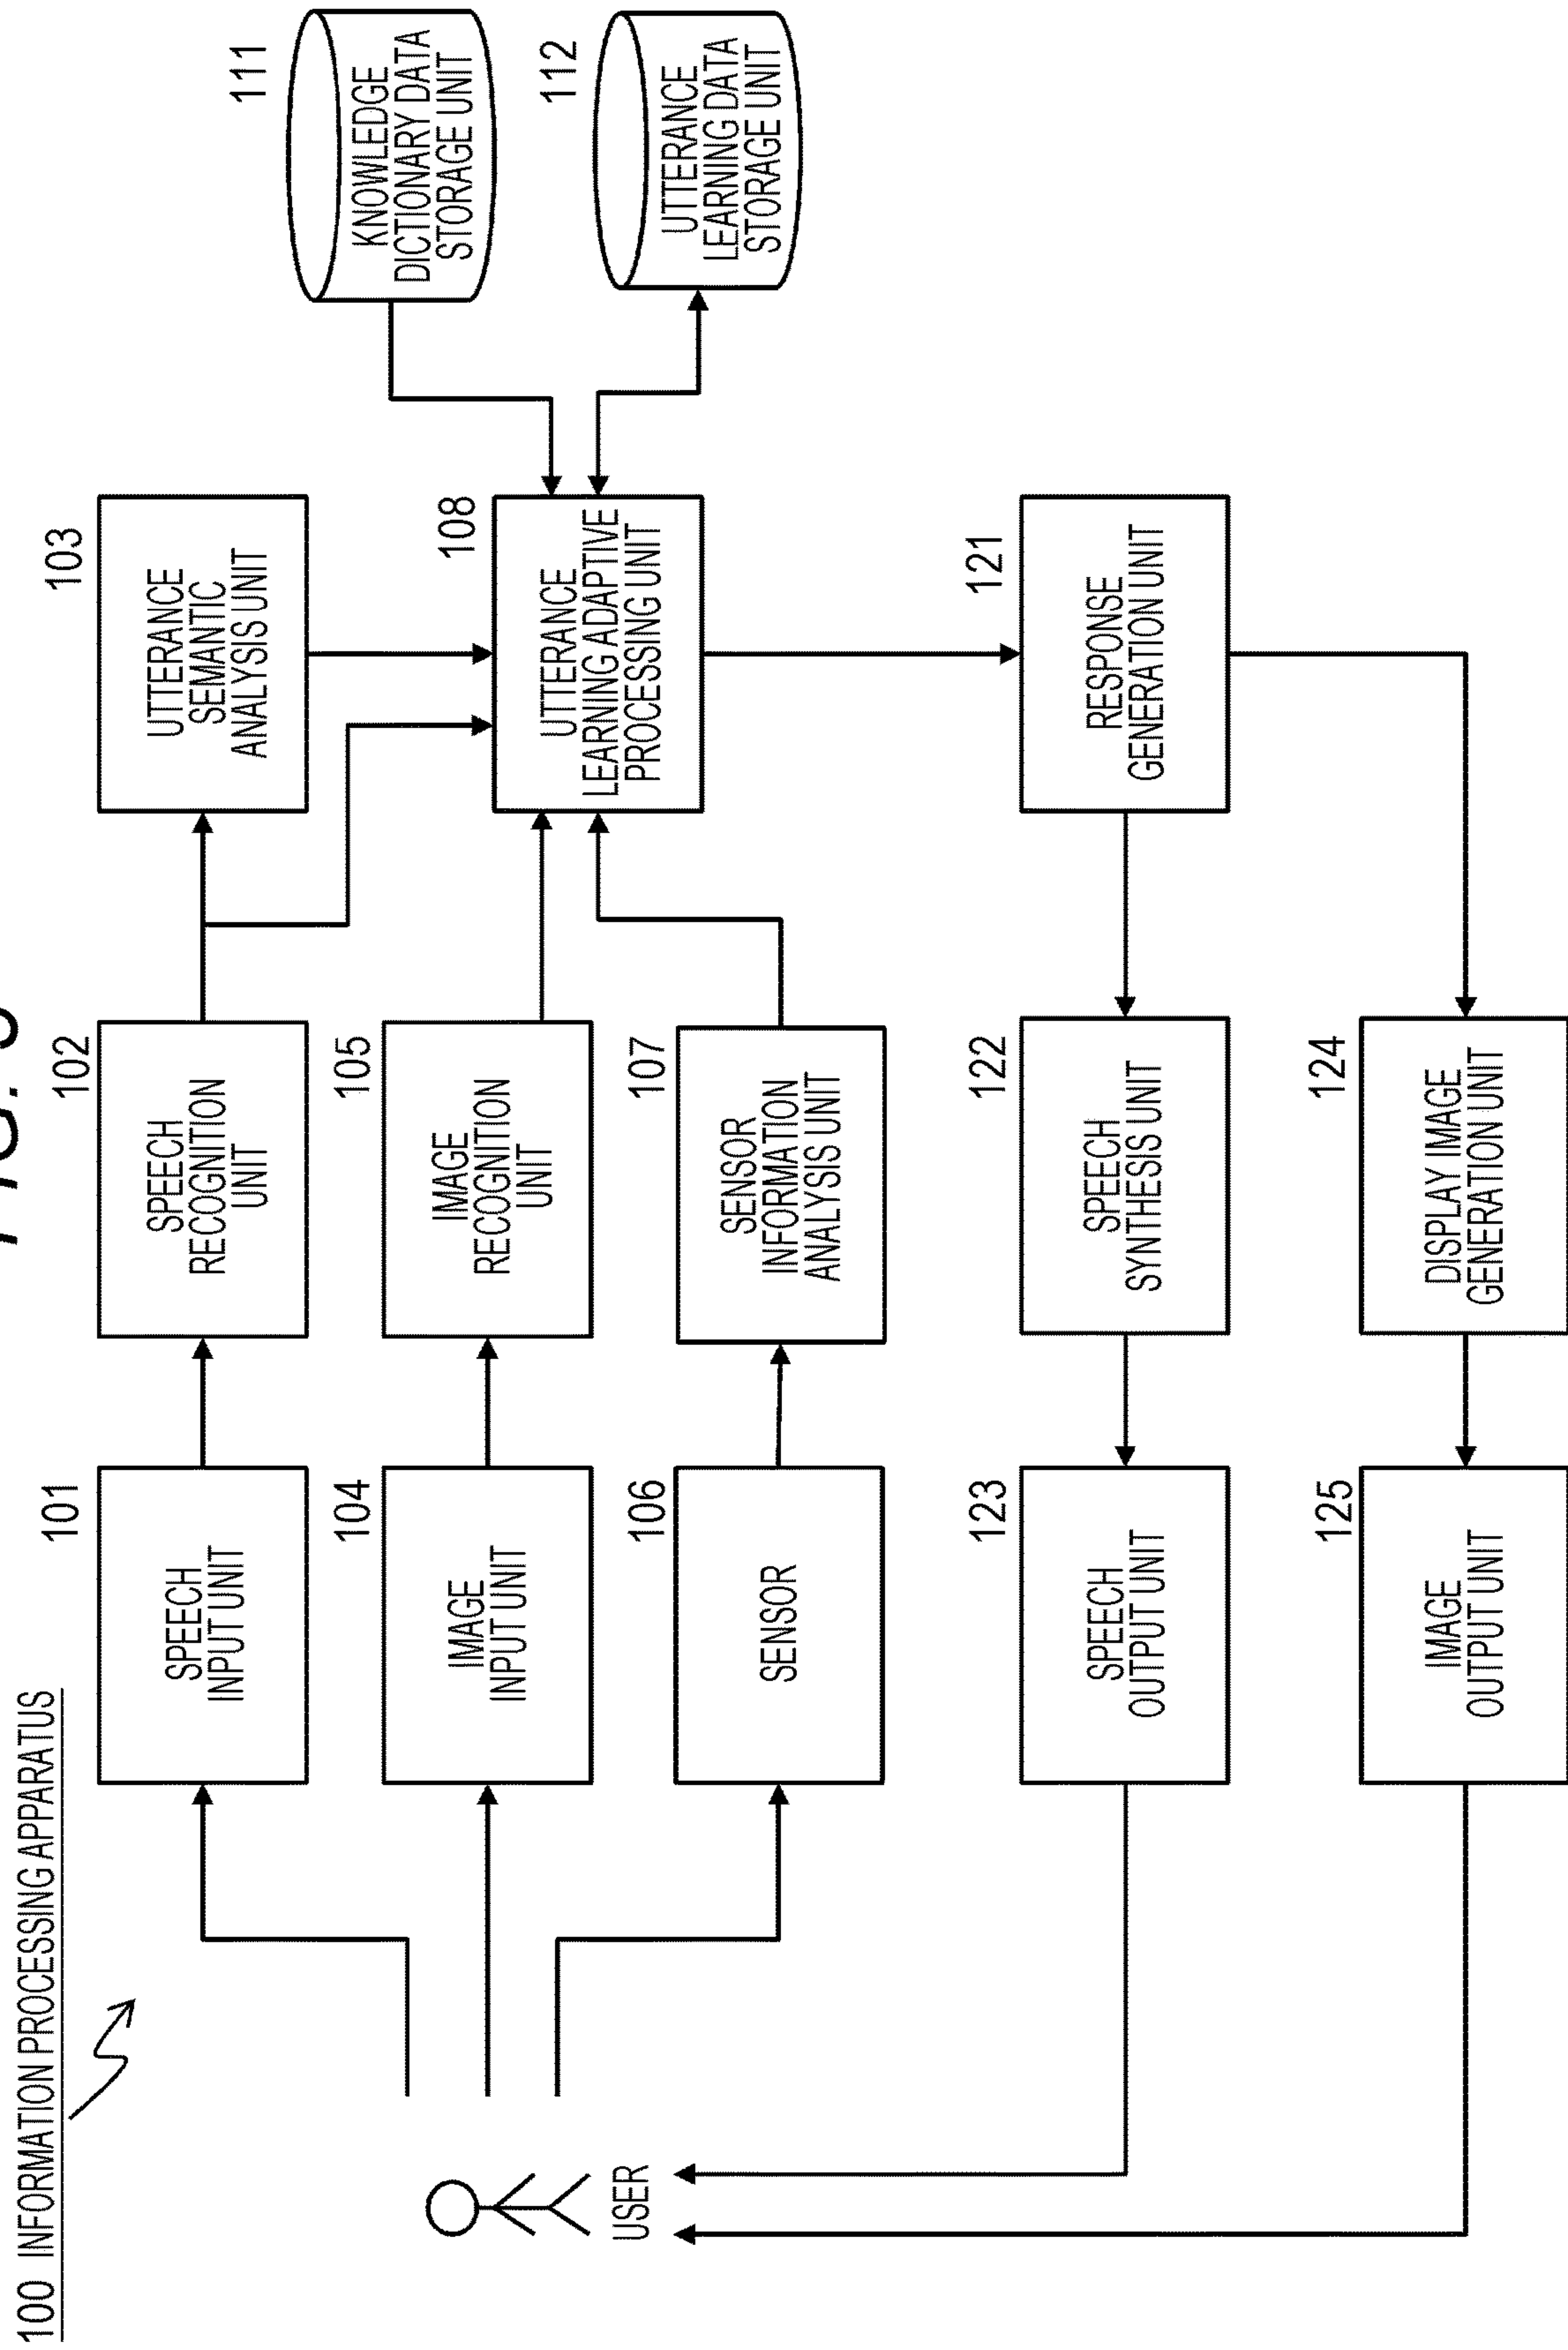 FIG.
100 INFORMATION PROCESSING APPARATUS
101
SPEECH
INPUT UNIT
102
SPEECH
RECOGNITION
UNIT
103
UTTERANCE
SEMANTIC
ANALYSIS UNIT
111
KNOWLEDGE
DICTIONARY DATA
STORAGE UNIT
104
IMAGE
INPUT UNIT
105
IMAGE
RECOGNITION
UNIT
108
UTTERANCE
LEARNING ADAPTIVE
PROCESSING UNIT
112
UTTERANCE
LEARNING DATA
STORAGE UNIT
USER
106
SENSOR
107
SENSOR
INFORMATION
ANALYSIS UNIT
123
SPEECH
OUTPUT UNIT
122
SPEECH
SYNTHESIS UNIT
121
RESPONSE
GENERATION UNIT
125
IMAGE
OUTPUT UNIT
124
DISPLAY IMAGE
GENERATION UNIT